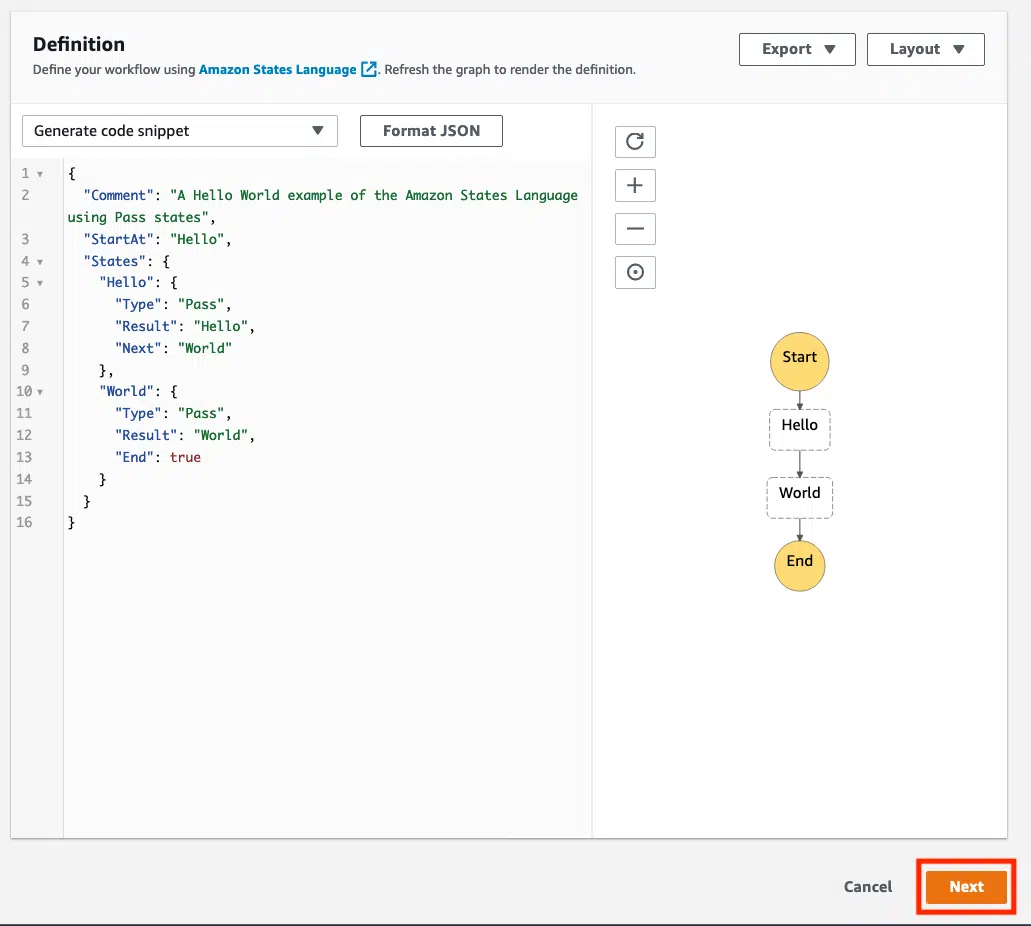 Definition
Define your workflow using Amazon States Language. Refresh the graph to render the definition.
Export
Layout
Generate code snippet
Format JSON
1 {
2 "Comment": "A Hello World example of the Amazon States Language
using Pass states",
3 "StartAt": "Hello",
4 "States": {
5 "Hello": {
6 "Type": "Pass",
7 "Result": "Hello",
8 "Next": "World"
9 },
10 "World": {
11 "Type": "Pass",
12 "Result": "World",
13 "End": true
14 }
15 }
16 }
Start
Hello
World
End
Cancel
Next